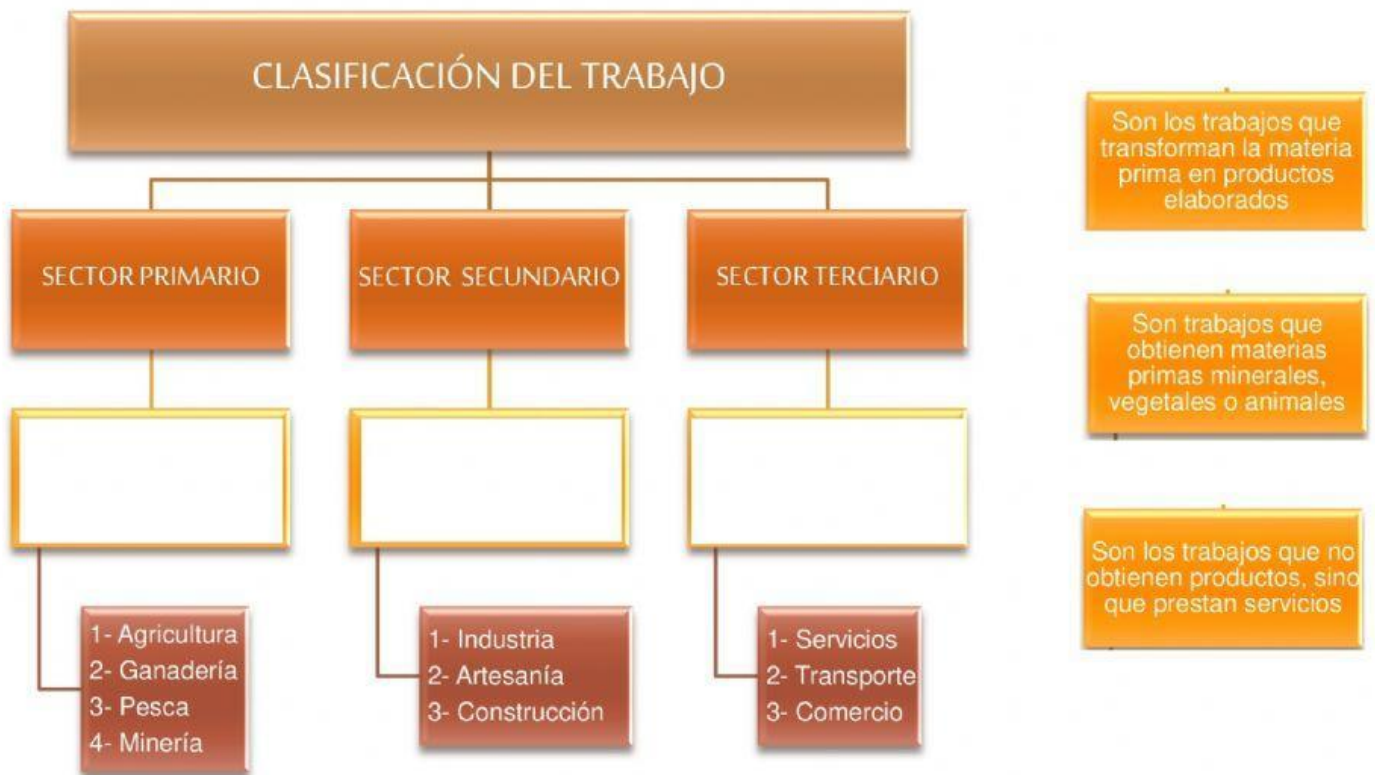 CLASIFICACIÓN DEL TRABAJO
SECTOR PRIMARIO
SECTOR SECUNDARIO
SECTOR TERCIARIO
1- Agricultura
2- Ganadería
3- Pesca
4- Minería
1- Industria
2- Artesanía
3- Construcción
1- Servicios
2- Transporte
3- Comercio
Son los trabajos que
transforman la materia
prima en productos
elaborados
Son trabajos que
obtienen materias
primas minerales,
vegetales o animales
Son los trabajos que no
obtienen productos, sino
que prestan servicios